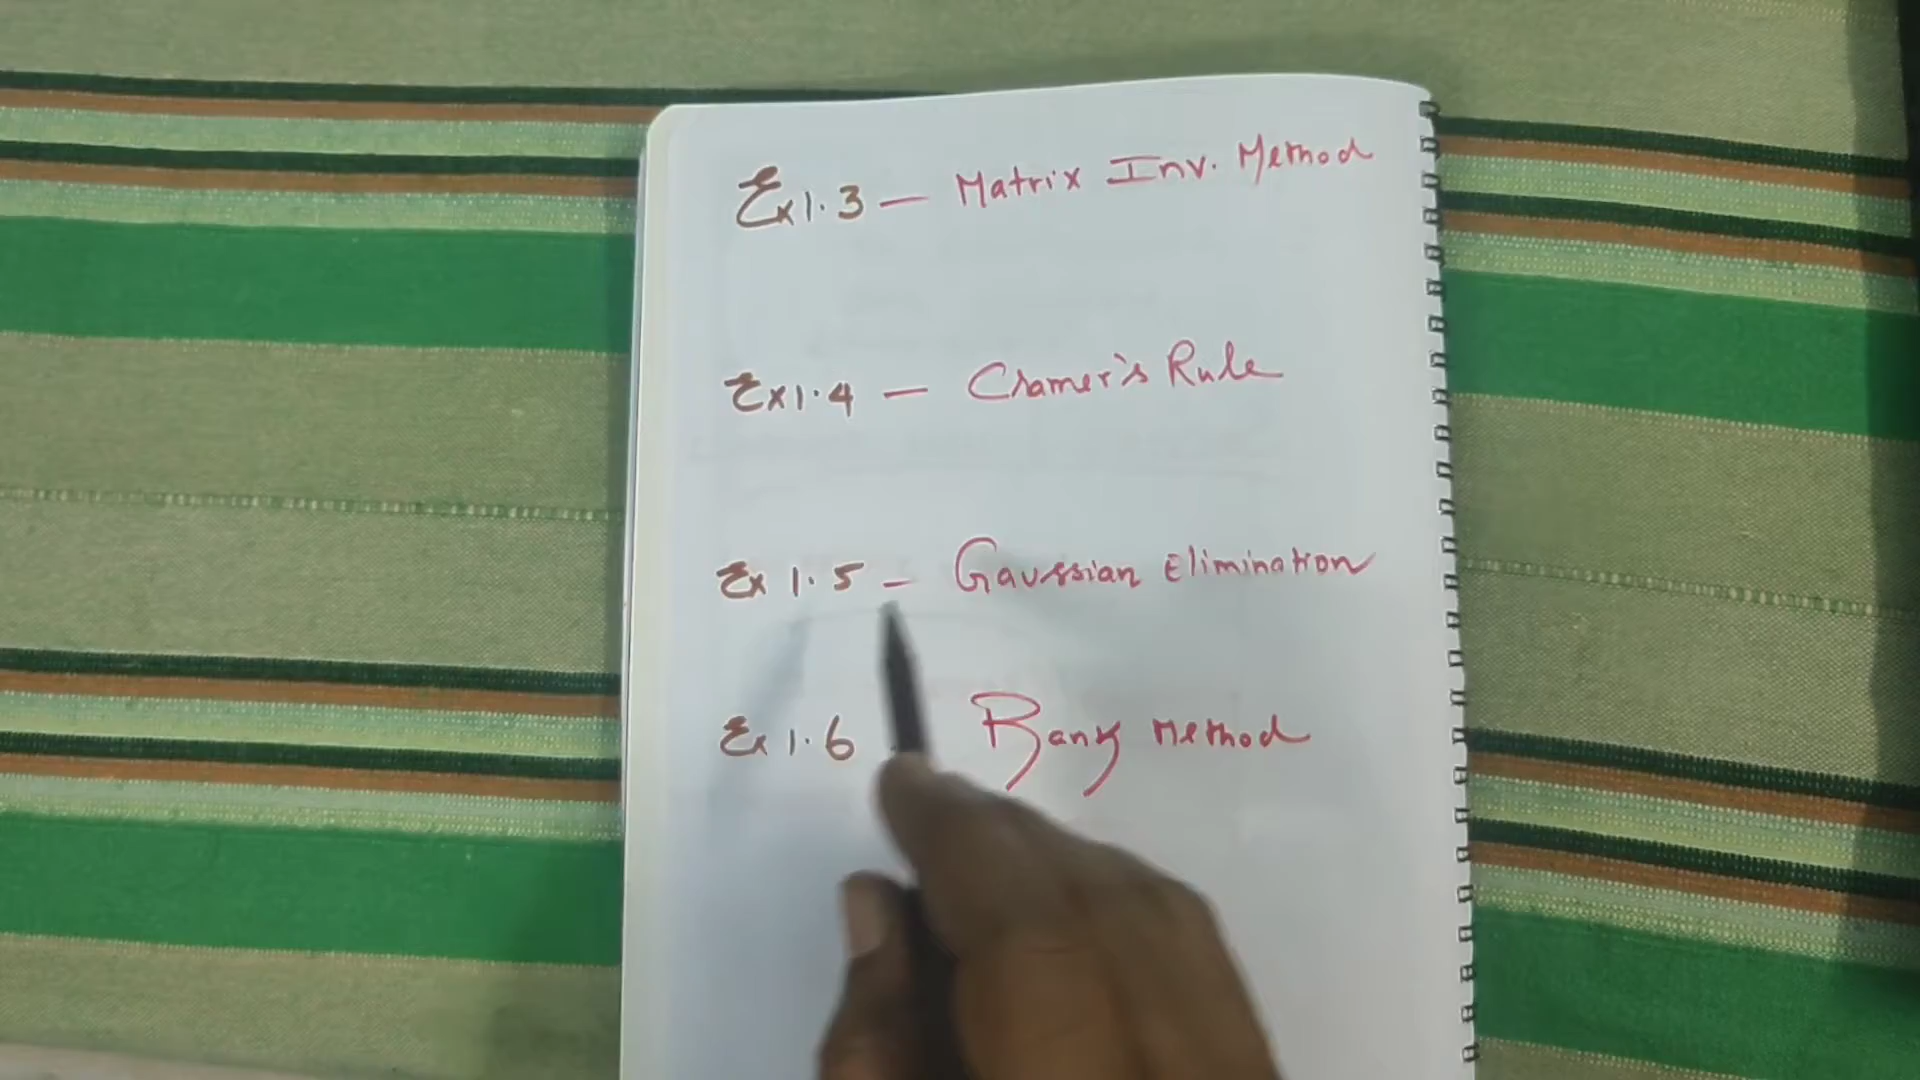 Ex 1.3 — Matrix Inv. Method
Ex 1.4 — Cramer's Rule
Ex 1.5 — Gaussian Elimination
Ex 1.6 Rank Method